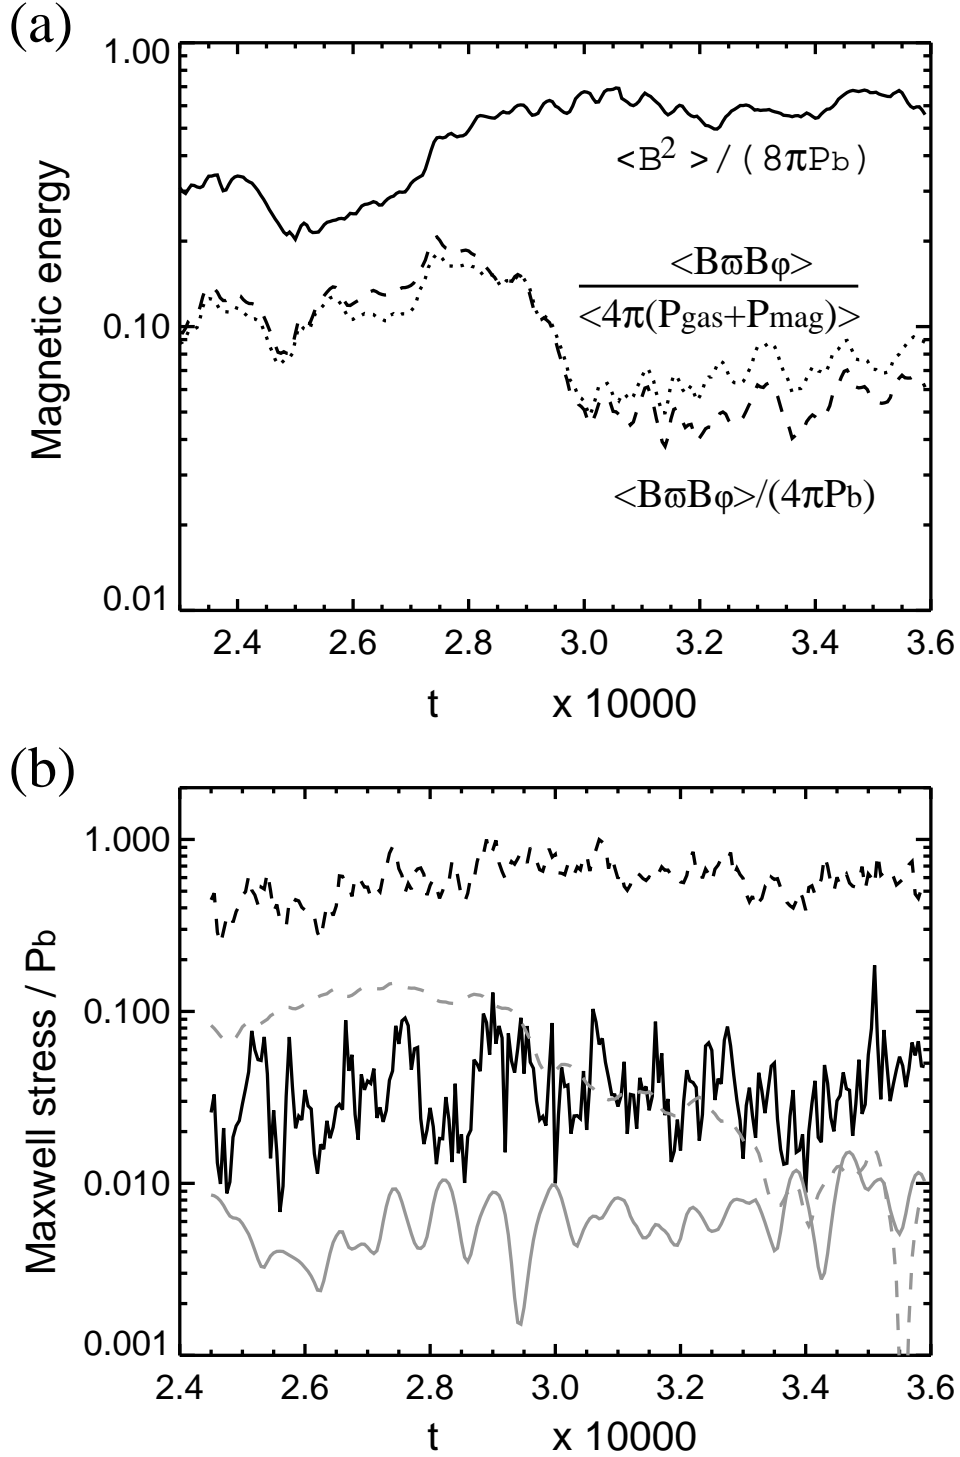 (a)
1.00
0.10
0.01
Magnetic energy
<B² >/(8πPb)
<BϖBφ>
<4π(Pgas+Pmag)>
<BϖBφ>/(4πPb)
2.4 2.6 2.8 3.0 3.2 3.4 3.6
t x 10000
(b)
1.000
0.100
0.010
0.001
Maxwell stress / Pb
2.4 2.6 2.8 3.0 3.2 3.4 3.6
t x 10000